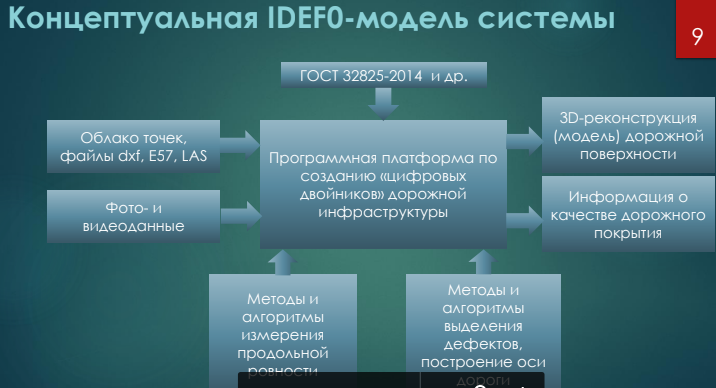 Концептуальная IDEF0-модель системы
9
ГОСТ 32825-2014 и др.
Облако точек,
файлы dxf, E57, LAS
Фото- и
видеоданные
Программная платформа по
созданию «цифровых
двойников» дорожной
инфраструктуры
3D-реконструкция
(модель) дорожной
поверхности
Информация о
качестве дорожного
покрытия
Методы и
алгоритмы
измерения
продольной
ровности
Методы и
алгоритмы
выделения
дефектов,
построение оси
дороги